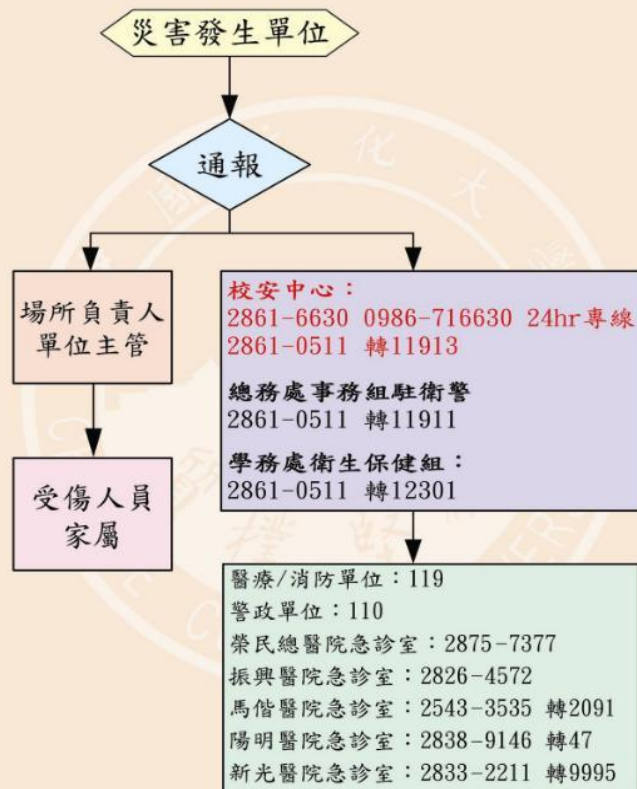 災害發生單位
通報
場所負責人
單位主管
受傷人員
家屬
校安中心：
2861-6630 0986-716630 24hr專線
2861-0511 轉11913
總務處事務組駐衛警
2861-0511 轉11911
學務處衛生保健組：
2861-0511 轉12301
醫療/消防單位：119
警政單位：110
榮民總醫院急診室：2875-7377
振興醫院急診室：2826-4572
馬偕醫院急診室：2543-3535 轉2091
陽明醫院急診室：2838-9146 轉47
新光醫院急診室：2833-2211 轉9995